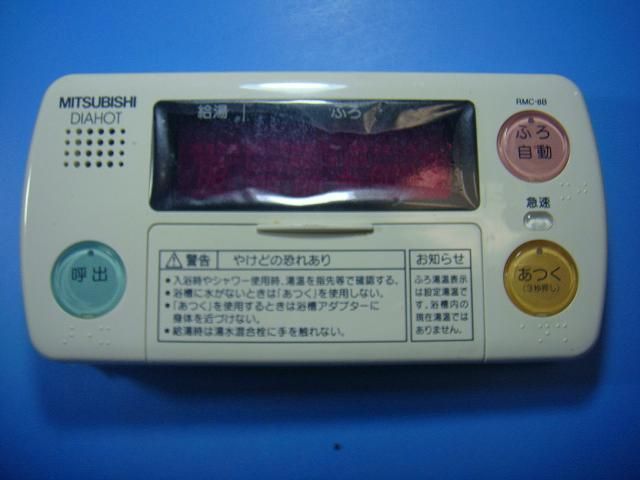 MITSUBISHI
DIAHOT
RMC-8B
給湯
ふろ
ふろ
自動
急速
呼出
あつく
(3秒押し)
警告 やけどの恐れあり
•入浴時やシャワー使用時、湯温を指先等で確認する。
•浴槽に水がないときは「あつく」を使用しない。
•「あつく」を使用するときは浴槽アダプターに
身体を近づけない。
•給湯時は湯水混合栓に手を触れない。
お知らせ
ふろ湯温表示
は設定湯温で
す。浴槽内の
現在湯温では
ありません。